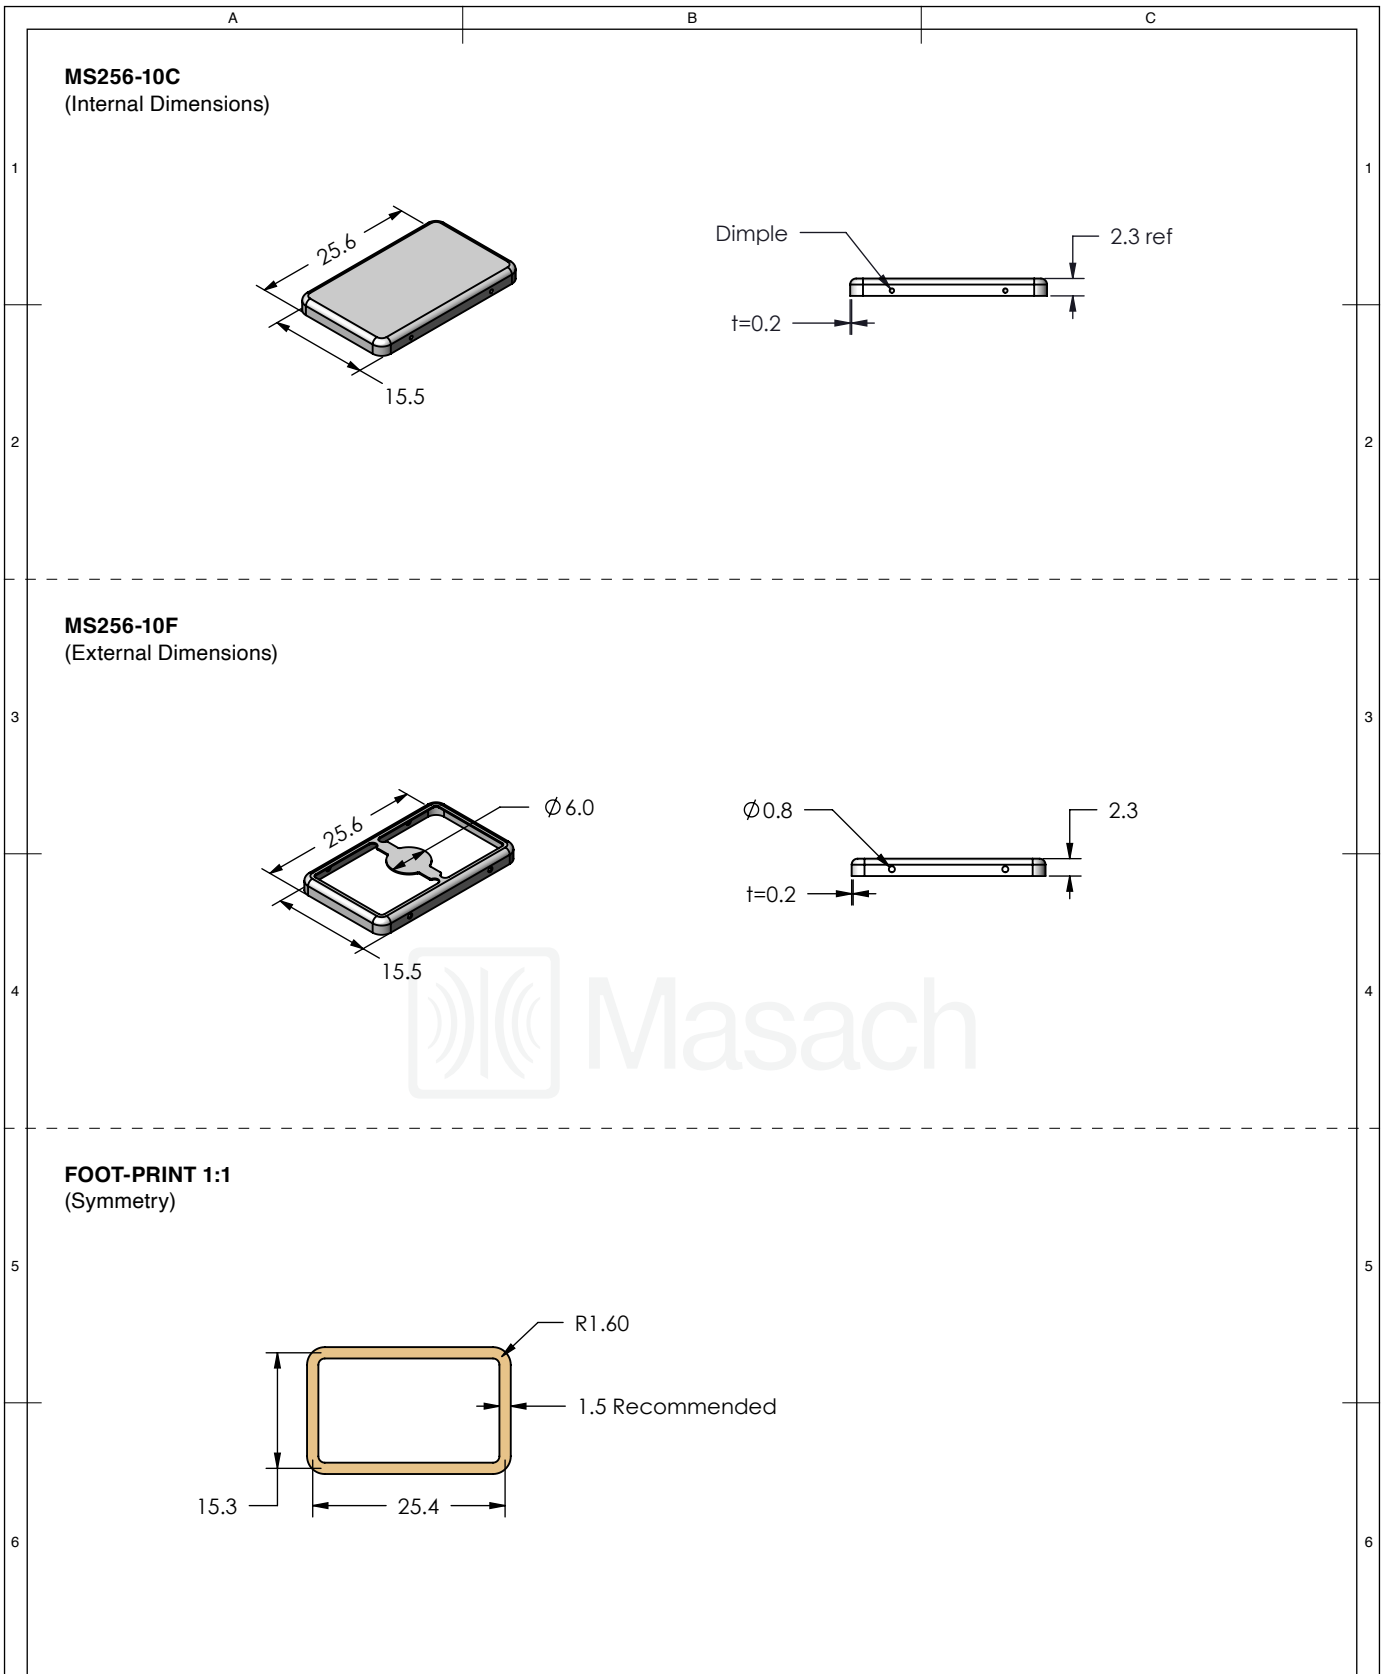 A
B
C
MS256-10C
(Internal Dimensions)
1
1
25.6
15.5
Dimple
2.3 ref
t=0.2
2
2
MS256-10F
(External Dimensions)
3
3
25.6
Ø6.0
15.5
Ø0.8
2.3
t=0.2
Masach
4
4
FOOT-PRINT 1:1
(Symmetry)
5
5
R1.60
1.5 Recommended
15.3
25.4
6
6